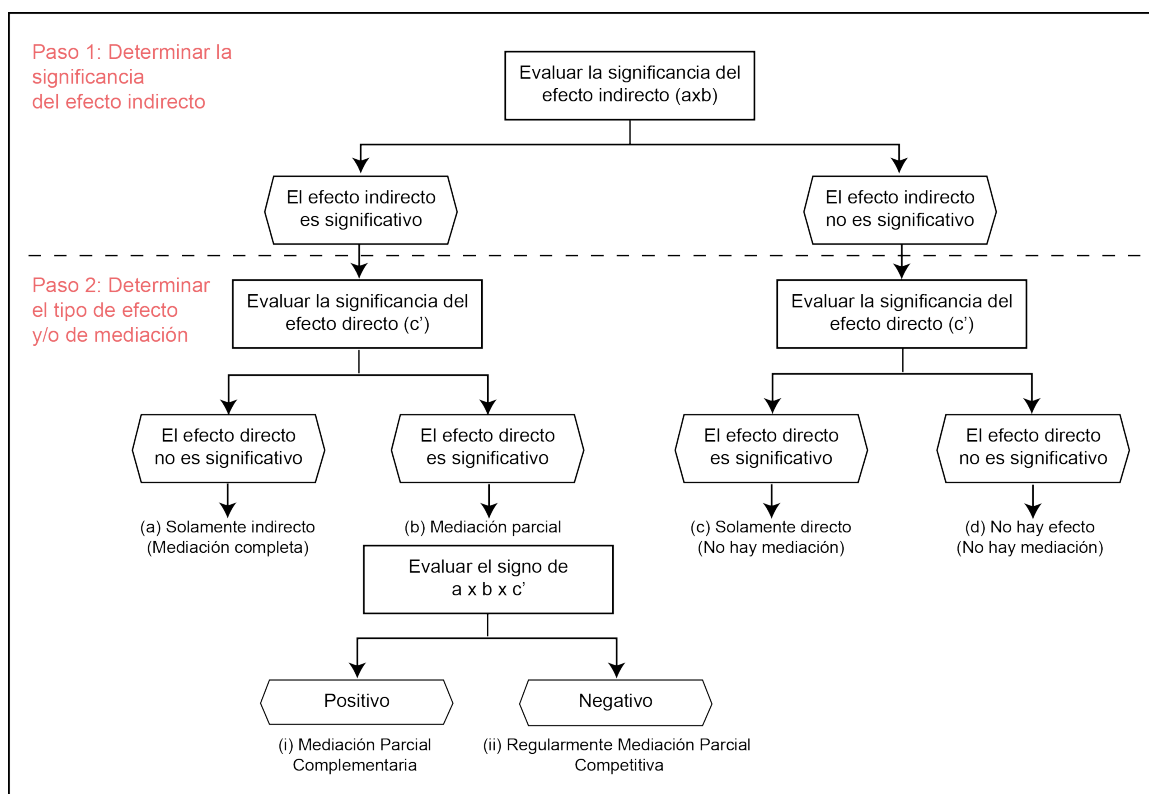 Paso 1: Determinar la
significancia
del efecto indirecto
Evaluar la significancia del
efecto indirecto (axb)
El efecto indirecto
es significativo
El efecto indirecto
no es significativo
Paso 2: Determinar
el tipo de efecto
y/o de mediación
Evaluar la significancia del
efecto directo (c’)
Evaluar la significancia del
efecto directo (c’)
El efecto directo
no es significativo
El efecto directo
es significativo
El efecto directo
es significativo
El efecto directo
no es significativo
(a) Solamente indirecto
(Mediación completa)
(b) Mediación parcial
(c) Solamente directo
(No hay mediación)
(d) No hay efecto
(No hay mediación)
Evaluar el signo de
a x b x c’
Positivo
Negativo
(i) Mediación Parcial
Complementaria
(ii) Regularmente Mediación Parcial
Competitiva